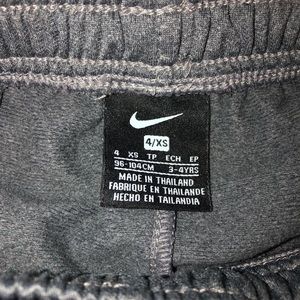 4/XS
4 XS TP ECH EP
96-104CM 3-4YRS
MADE IN THAILAND
FABRIQUE EN THAILANDE
HECHO EN TAILANDIA